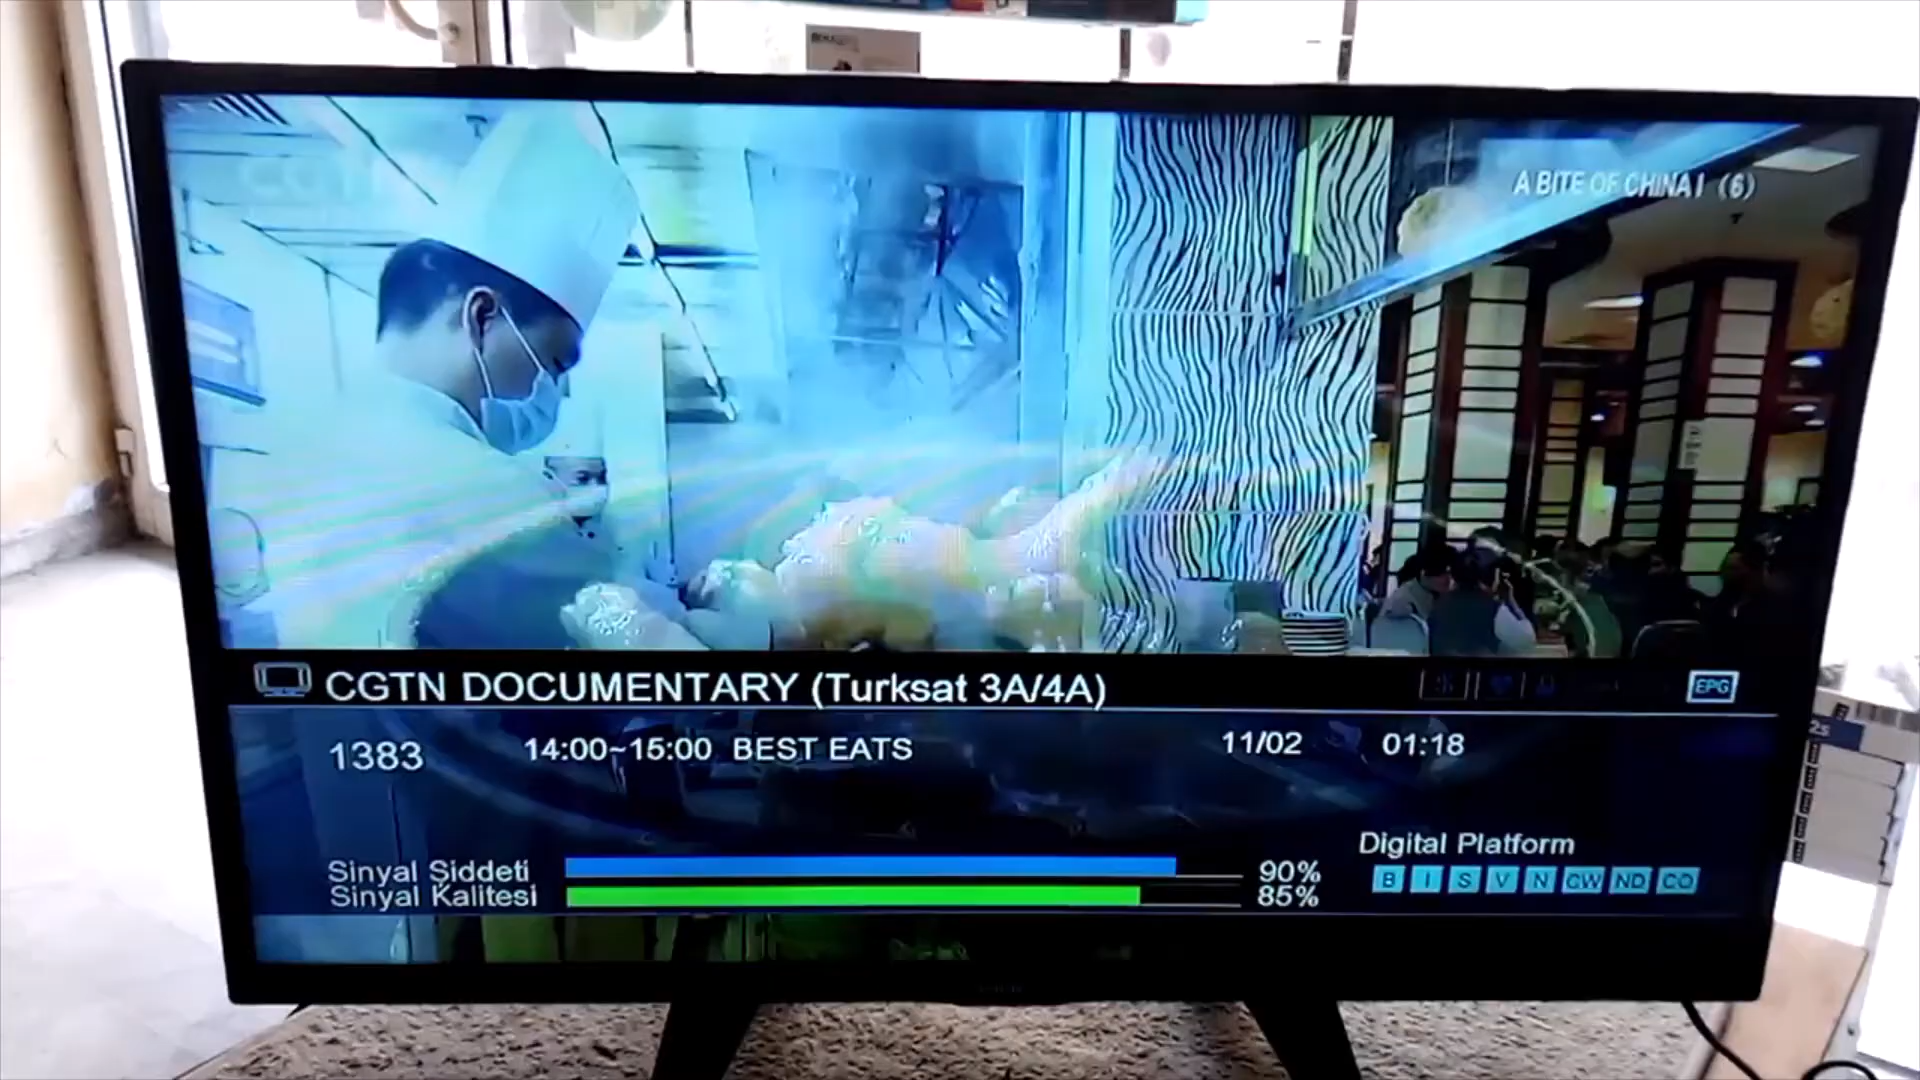 A BITE OF CHINA I (6)
CGTN DOCUMENTARY (Turksat 3A/4A)
EPG
1383
14:00~15:00 BEST EATS
11/02
01:18
Digital Platform
Sinyal Siddeti
90%
B I S V N CW ND CO
Sinyal Kalitesi
85%